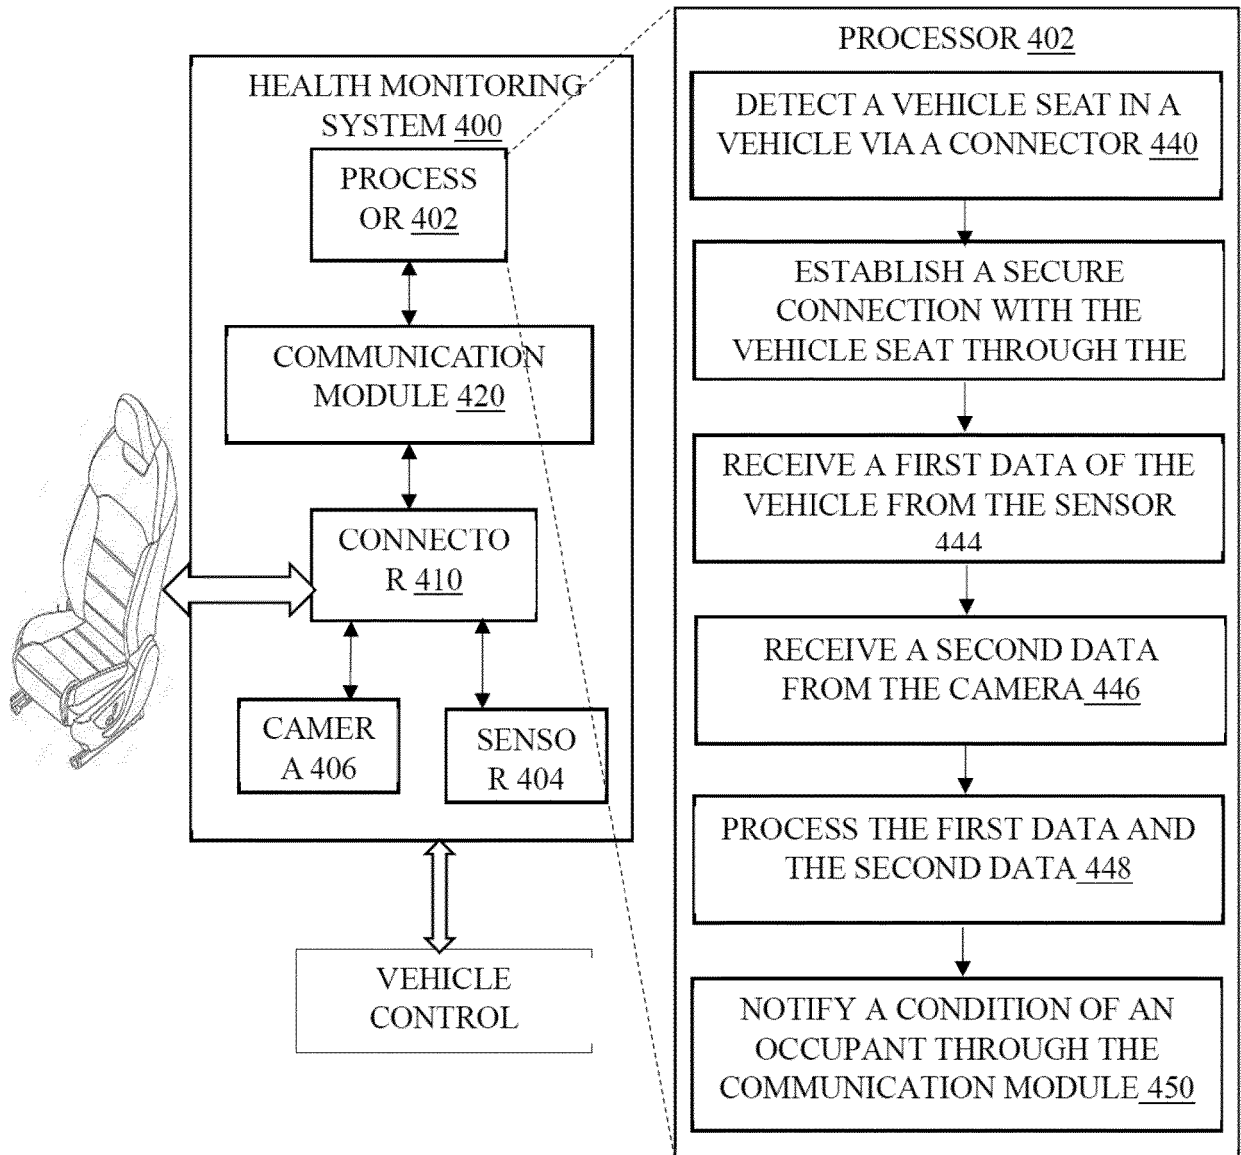 HEALTH MONITORING
SYSTEM 400
PROCESS
OR 402
COMMUNICATION
MODULE 420
CONNECTO
R 410
CAMER
A 406
SENSO
R 404
VEHICLE
CONTROL
PROCESSOR 402
DETECT A VEHICLE SEAT IN A
VEHICLE VIA A CONNECTOR 440
ESTABLISH A SECURE
CONNECTION WITH THE
VEHICLE SEAT THROUGH THE
RECEIVE A FIRST DATA OF THE
VEHICLE FROM THE SENSOR
444
RECEIVE A SECOND DATA
FROM THE CAMERA 446
PROCESS THE FIRST DATA AND
THE SECOND DATA 448
NOTIFY A CONDITION OF AN
OCCUPANT THROUGH THE
COMMUNICATION MODULE 450